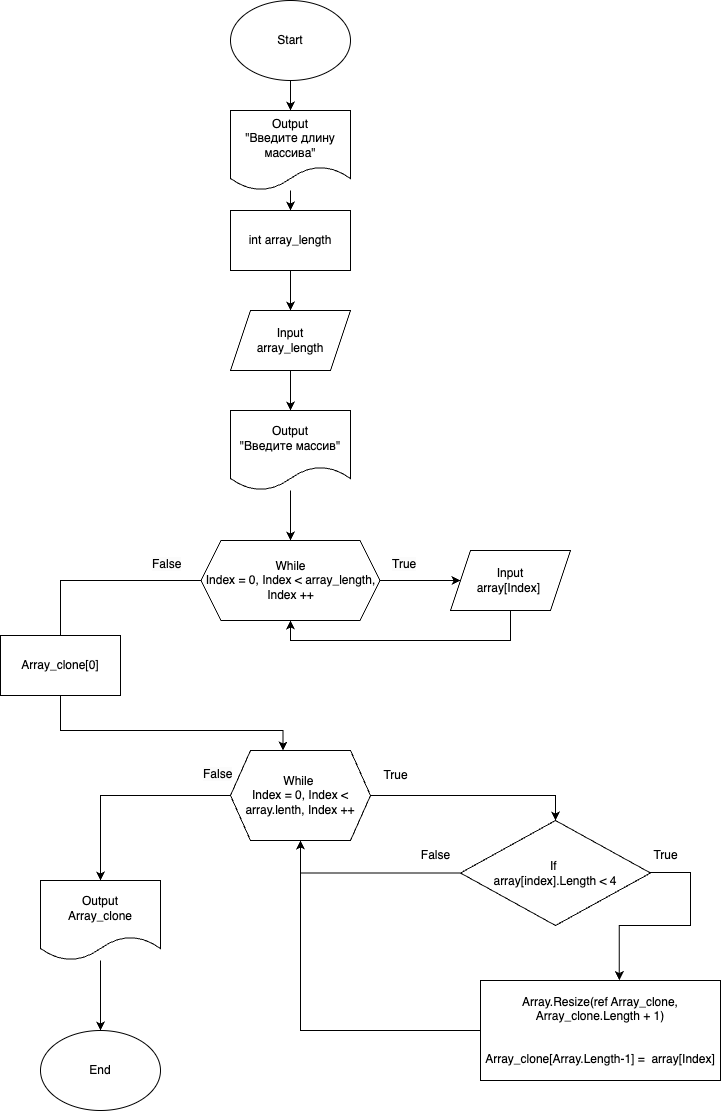 Start
Output
"Введите длину
массива"
int array_length
Input
array_length
Output
"Введите массив"
False
While
Index = 0, Index < array_length,
Index ++
True
Input
array[Index]
Array_clone[0]
False
While
Index = 0, Index <
array.lenth, Index ++
True
False
If
array[index].Length < 4
True
Output
Array_clone
Array.Resize(ref Array_clone,
Array_clone.Length + 1)
Array_clone[Array.Length-1] = array[Index]
End